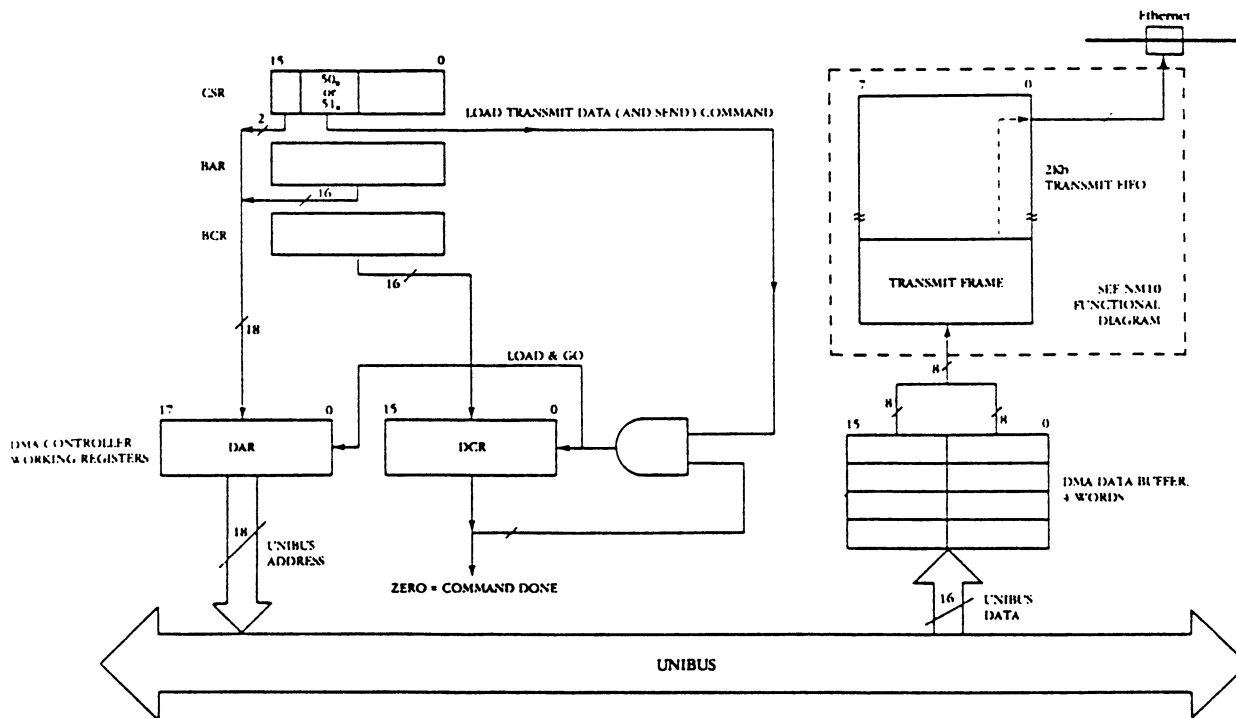 Ethernet
15
0
CSR
50₈
or
51₈
2
LOAD TRANSMIT DATA (AND SEND) COMMAND
7
0
BAR
16
2Kb
TRANSMIT FIFO
BCR
16
TRANSMIT FRAME
SEE NM10
FUNCTIONAL
DIAGRAM
18
LOAD & GO
8
17
0
15
0
8
8
15
0
DMA CONTROLLER
WORKING REGISTERS
DAR
DCR
DMA DATA BUFFER,
4 WORDS
18
UNIBUS
ADDRESS
ZERO = COMMAND DONE
16
UNIBUS
DATA
UNIBUS